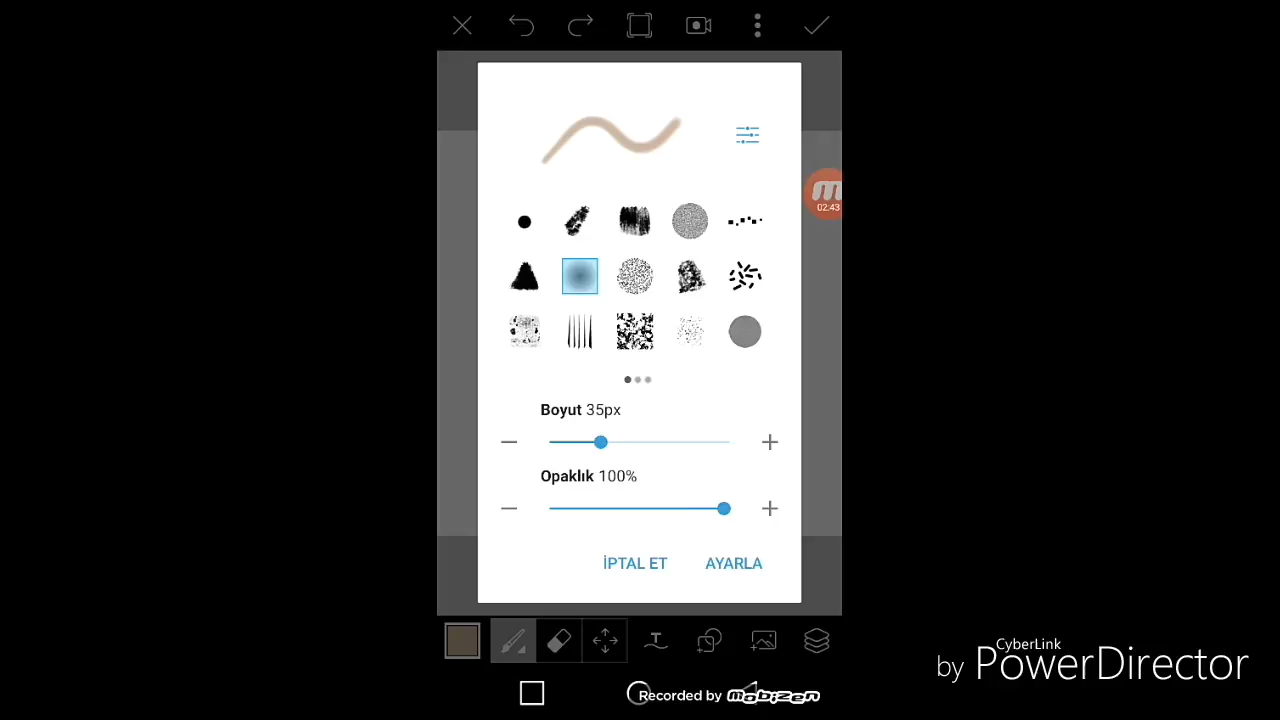 02:43
Boyut 35px
Opaklık 100%
İPTAL ET AYARLA
CyberLink
by PowerDirector
Recorded by Mobizen